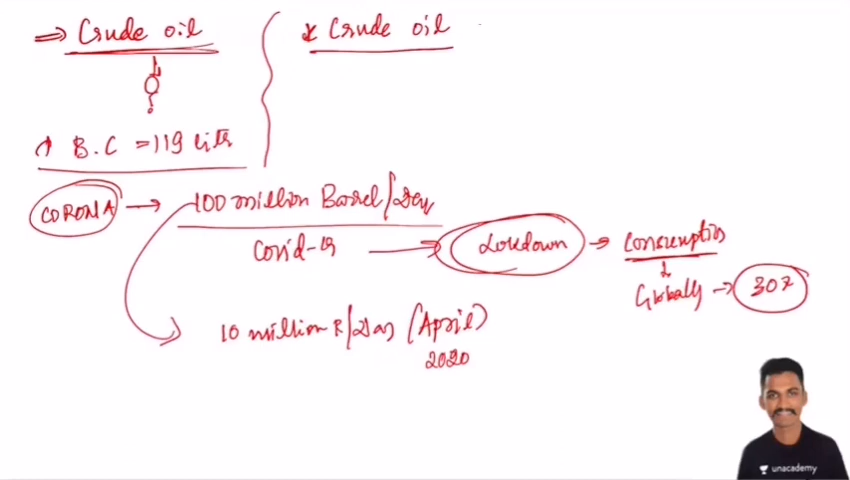 ⇒ Crude oil
* Crude oil
?
1 B.C = 119 litr
CORONA → 100 million Barrel/Day
Covid-19 → Lockdown → Consumption
Globally → 30%
10 million B/Day (April)
2020
unacademy